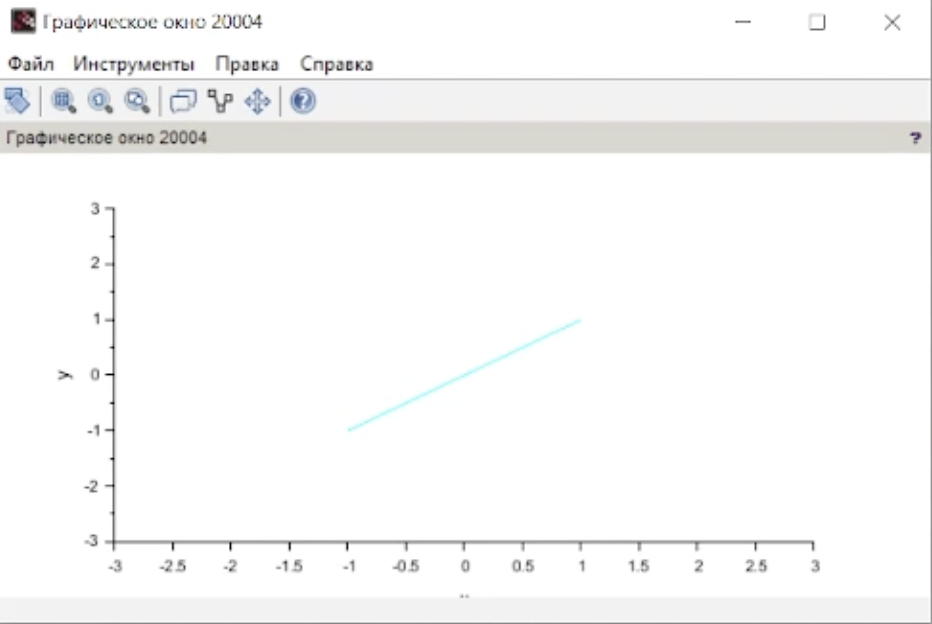 Графическое окно 20004
Файл Инструменты Правка Справка
Графическое окно 20004 ?
3
2
1
y 0
-1
-2
-3
-3 -2.5 -2 -1.5 -1 -0.5 0 0.5 1 1.5 2 2.5 3